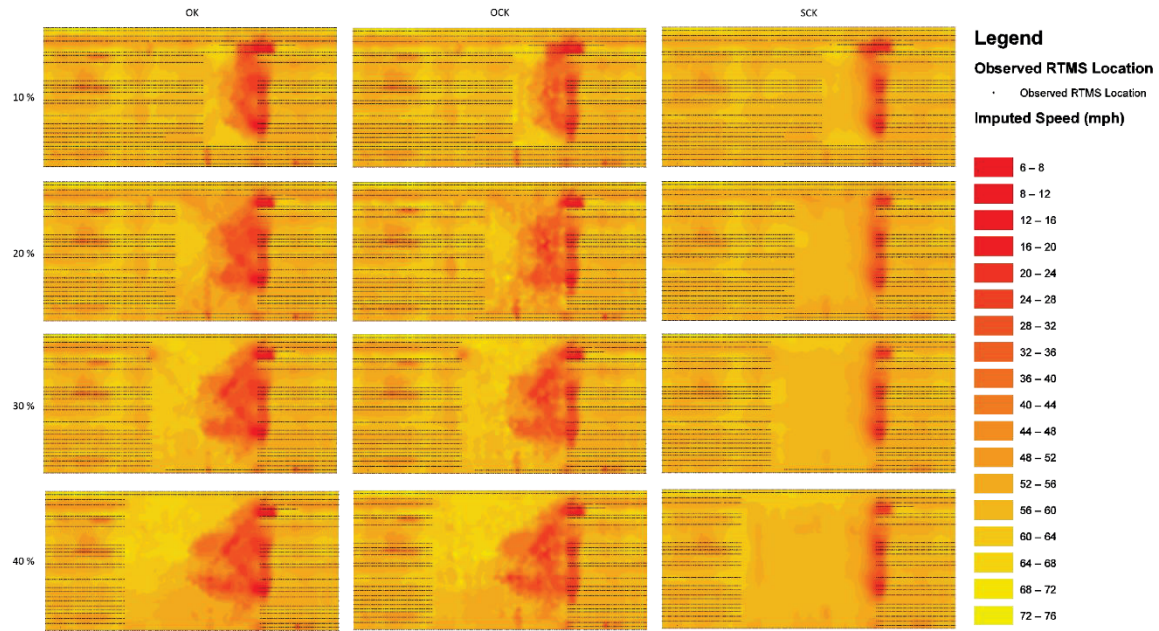 OK OCK SCK
10 %
20 %
30 %
40 %
Legend
Observed RTMS Location
· Observed RTMS Location
Imputed Speed (mph)
6 – 8
8 – 12
12 – 16
16 – 20
20 – 24
24 – 28
28 – 32
32 – 36
36 – 40
40 – 44
44 – 48
48 – 52
52 – 56
56 – 60
60 – 64
64 – 68
68 – 72
72 – 76